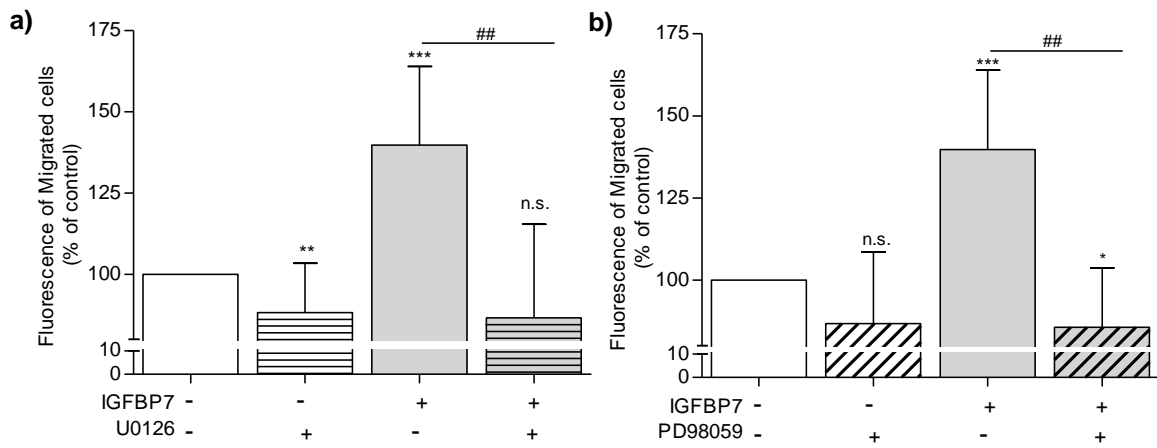 a)
Fluorescence of Migrated cells
(% of control)
175
150
125
100
10
0
**
***
##
n.s.
IGFBP7 - - + +
U0126 - + - +
b)
Fluorescence of Migrated cells
(% of control)
175
150
125
100
10
0
n.s.
***
##
*
IGFBP7 - - + +
PD98059 - + - +